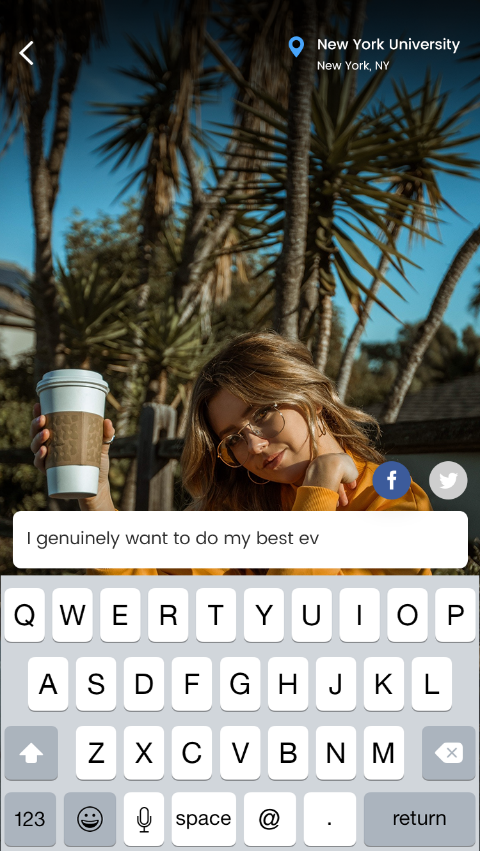 New York University
New York, NY
f
I genuinely want to do my best ev
Q W E R T Y U I O P
A S D F G H J K L
Z X C V B N M
123 space @ . return